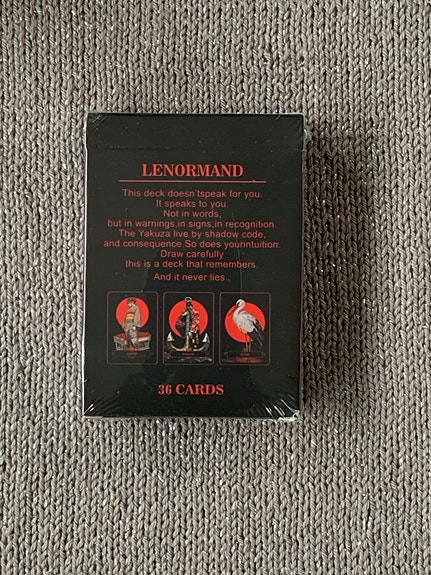 LENORMAND
This deck doesn'tspeak for you.
It speaks to you.
Not in words,
but in warnings,in signs,in recognition.
The Yakuza live by shadow code,
and consequence.So does yourintuition.
Draw carefully
this is a deck that remembers.
And it never lies..
36 CARDS